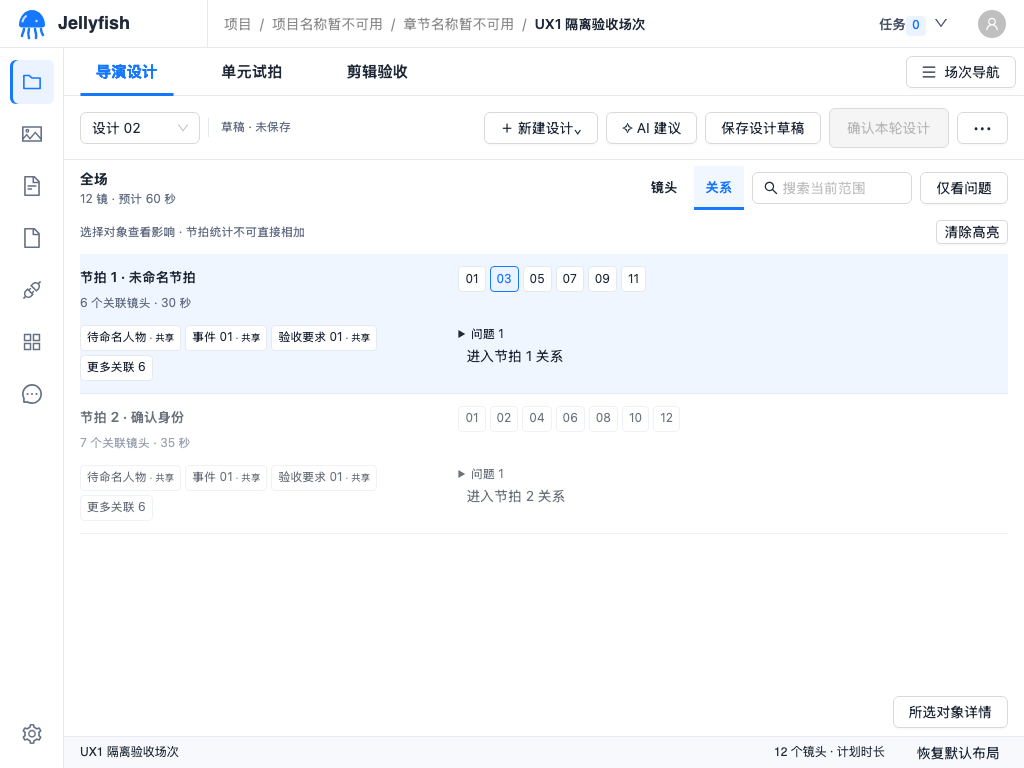 Jellyfish
项目 / 项目名称暂不可用 / 章节名称暂不可用 / UX1 隔离验收场次
任务 0
导演设计 单元试拍 剪辑验收
场次导航
设计 02
草稿 · 未保存
+ 新建设计
AI 建议
保存设计草稿
确认本轮设计
···
全场
12 镜 · 预计 60 秒
镜头 关系
搜索当前范围
仅看问题
选择对象查看影响 · 节拍统计不可直接相加
清除高亮
节拍 1 · 未命名节拍
6 个关联镜头 · 30 秒
01 03 05 07 09 11
待命名人物 · 共享 事件 01 · 共享 验收要求 01 · 共享
更多关联 6
问题 1
进入节拍 1 关系
节拍 2 · 确认身份
7 个关联镜头 · 35 秒
01 02 04 06 08 10 12
待命名人物 · 共享 事件 01 · 共享 验收要求 01 · 共享
更多关联 6
问题 1
进入节拍 2 关系
所选对象详情
UX1 隔离验收场次
12 个镜头 · 计划时长
恢复默认布局